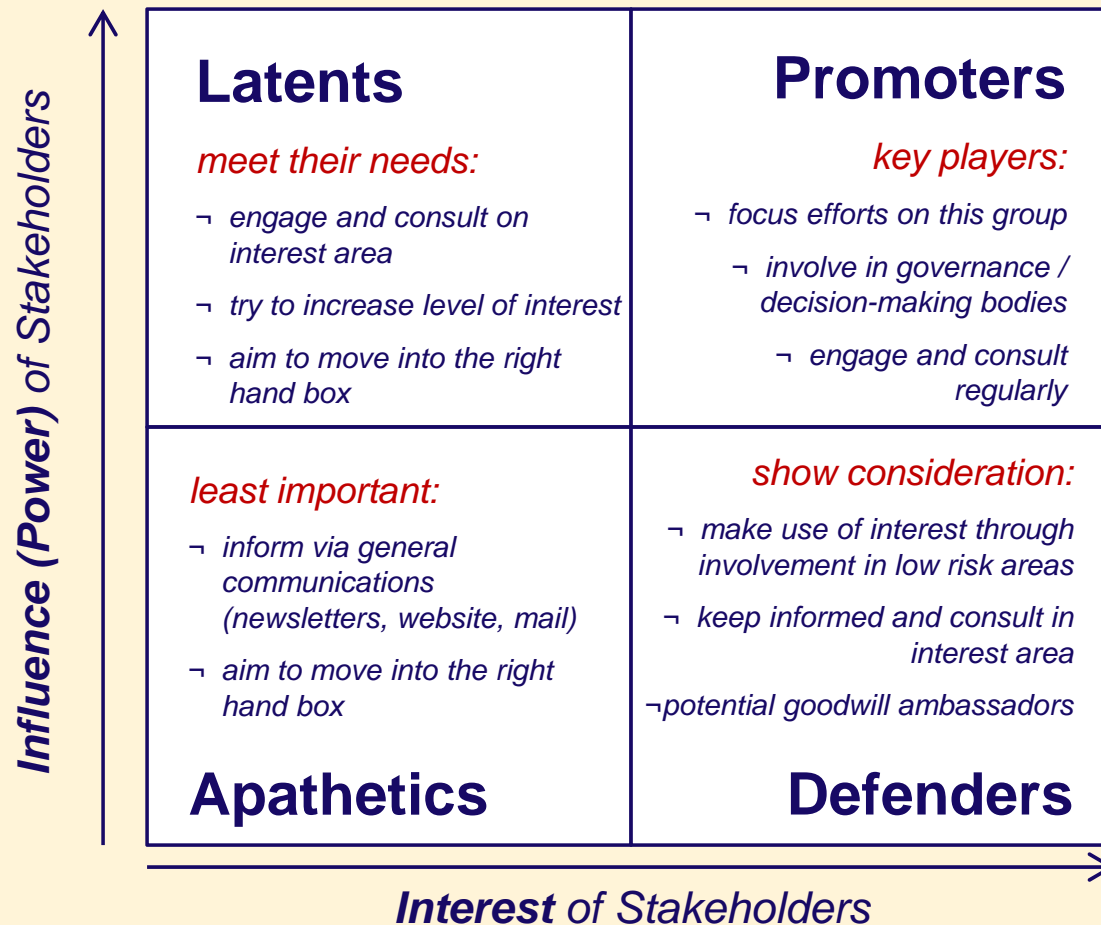 Influence (Power) of Stakeholders
Latents
meet their needs:
¬ engage and consult on
interest area
¬ try to increase level of interest
¬ aim to move into the right
hand box
Promoters
key players:
¬ focus efforts on this group
¬ involve in governance /
decision-making bodies
¬ engage and consult
regularly
least important:
¬ inform via general
communications
(newsletters, website, mail)
¬ aim to move into the right
hand box
Apathetics
show consideration:
¬ make use of interest through
involvement in low risk areas
¬ keep informed and consult in
interest area
¬potential goodwill ambassadors
Defenders
Interest of Stakeholders